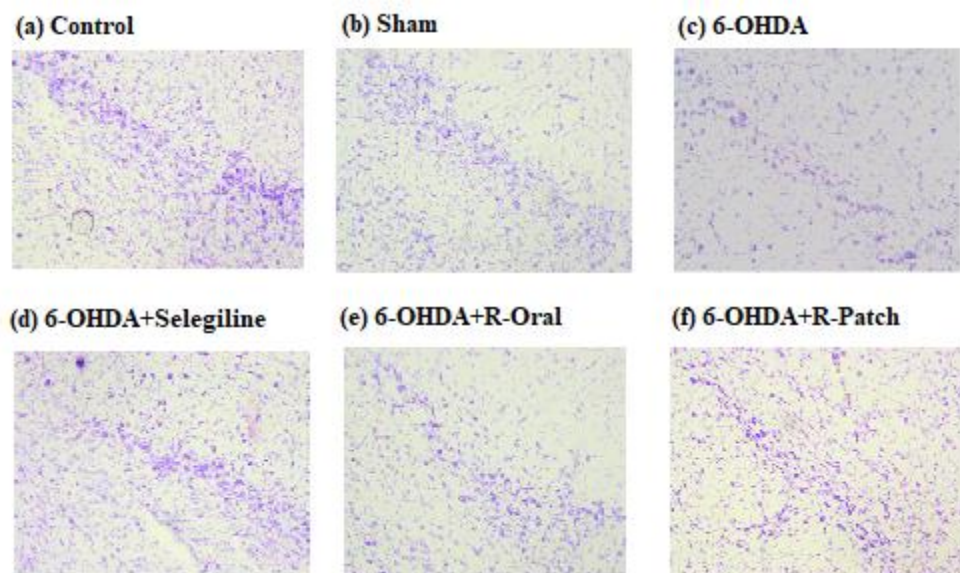 (a) Control
(b) Sham
(c) 6-OHDA
(d) 6-OHDA+Selegiline
(e) 6-OHDA+R-Oral
(f) 6-OHDA+R-Patch